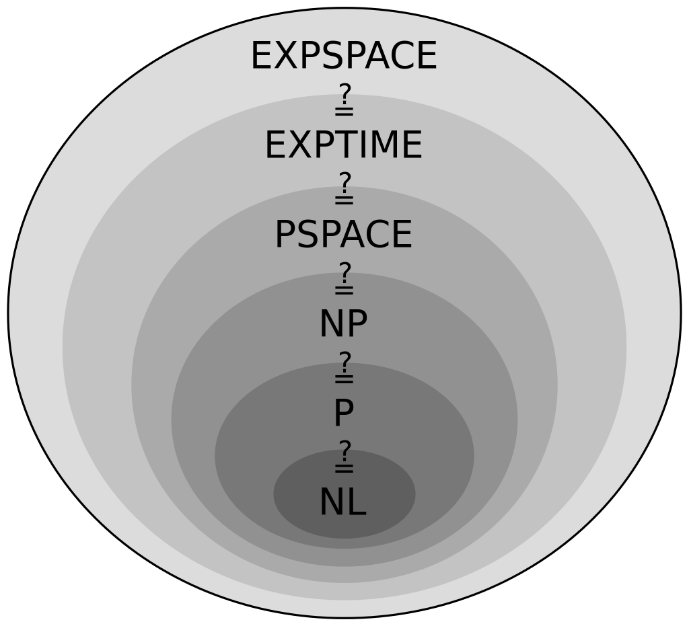 EXPSPACE
?
=
EXPTIME
?
=
PSPACE
?
=
NP
?
=
P
?
=
NL